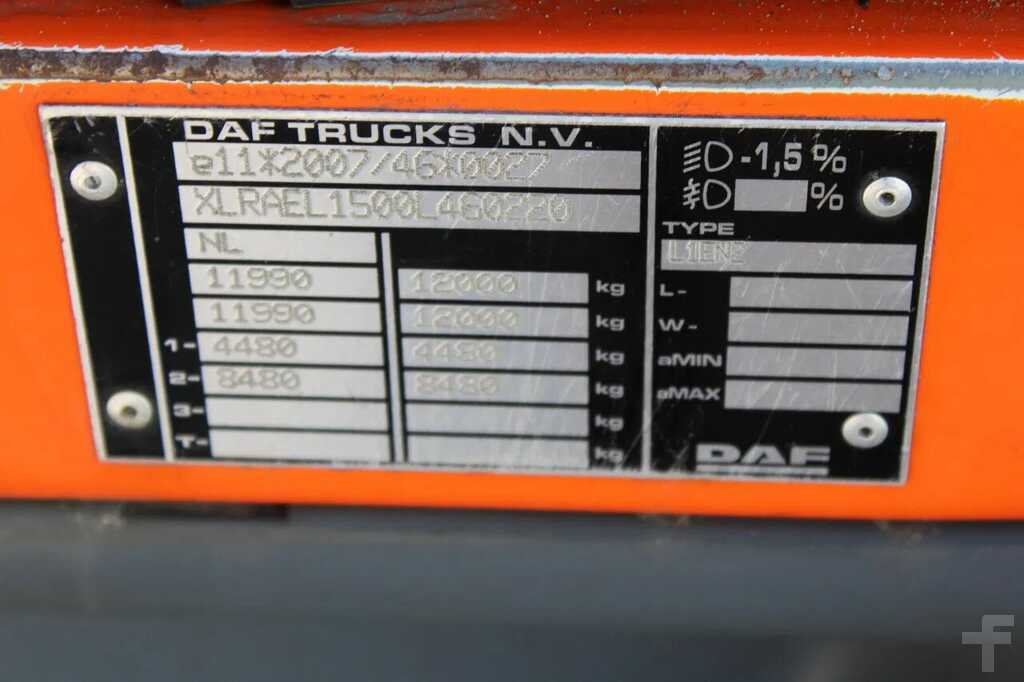 DAF TRUCKS N.V.
e11*2007/46*0027
XLRAEL1500L460220
NL
11990 12000 kg
11990 12000 kg
1- 4480 4480 kg
2- 8480 8480 kg
3- kg
T- kg
-1,5%
%
TYPE
L- 
W-
aMIN
aMAX
DAF